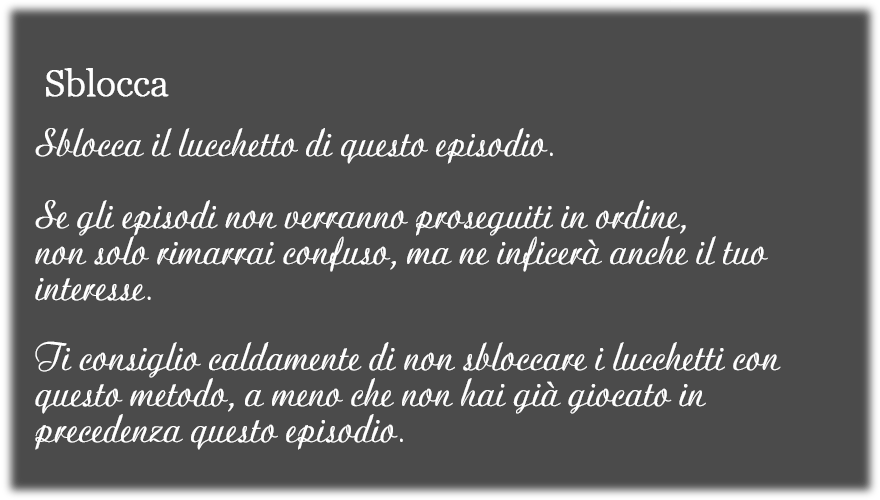 Sblocca
Sblocca il lucchetto di questo episodio.
Se gli episodi non verranno proseguiti in ordine,
non solo rimarrai confuso, ma ne inficerà anche il tuo
interesse.
Ti consiglio caldamente di non sbloccare i lucchetti con
questo metodo, a meno che non hai già giocato in
precedenza questo episodio.